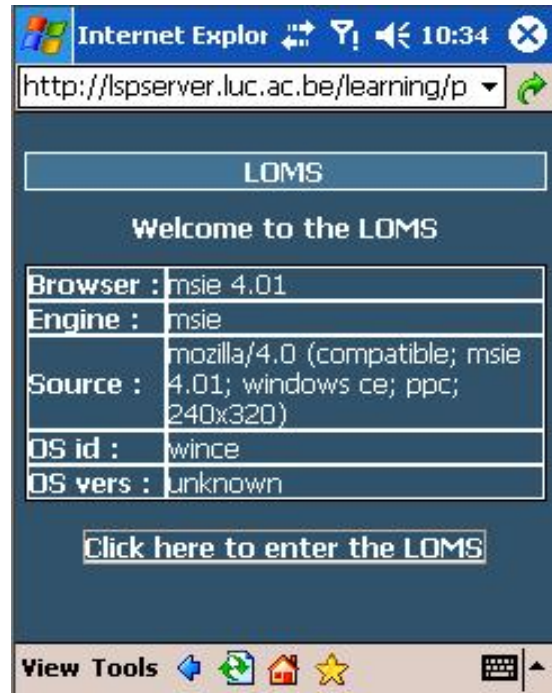 Internet Explor 10:34
http://lspserver.luc.ac.be/learning/p
LOMS
Welcome to the LOMS
Browser : msie 4.01
Engine : msie
Source : mozilla/4.0 (compatible; msie
4.01; windows ce; ppc;
240x320)
OS id : wince
OS vers : unknown
Click here to enter the LOMS
View Tools